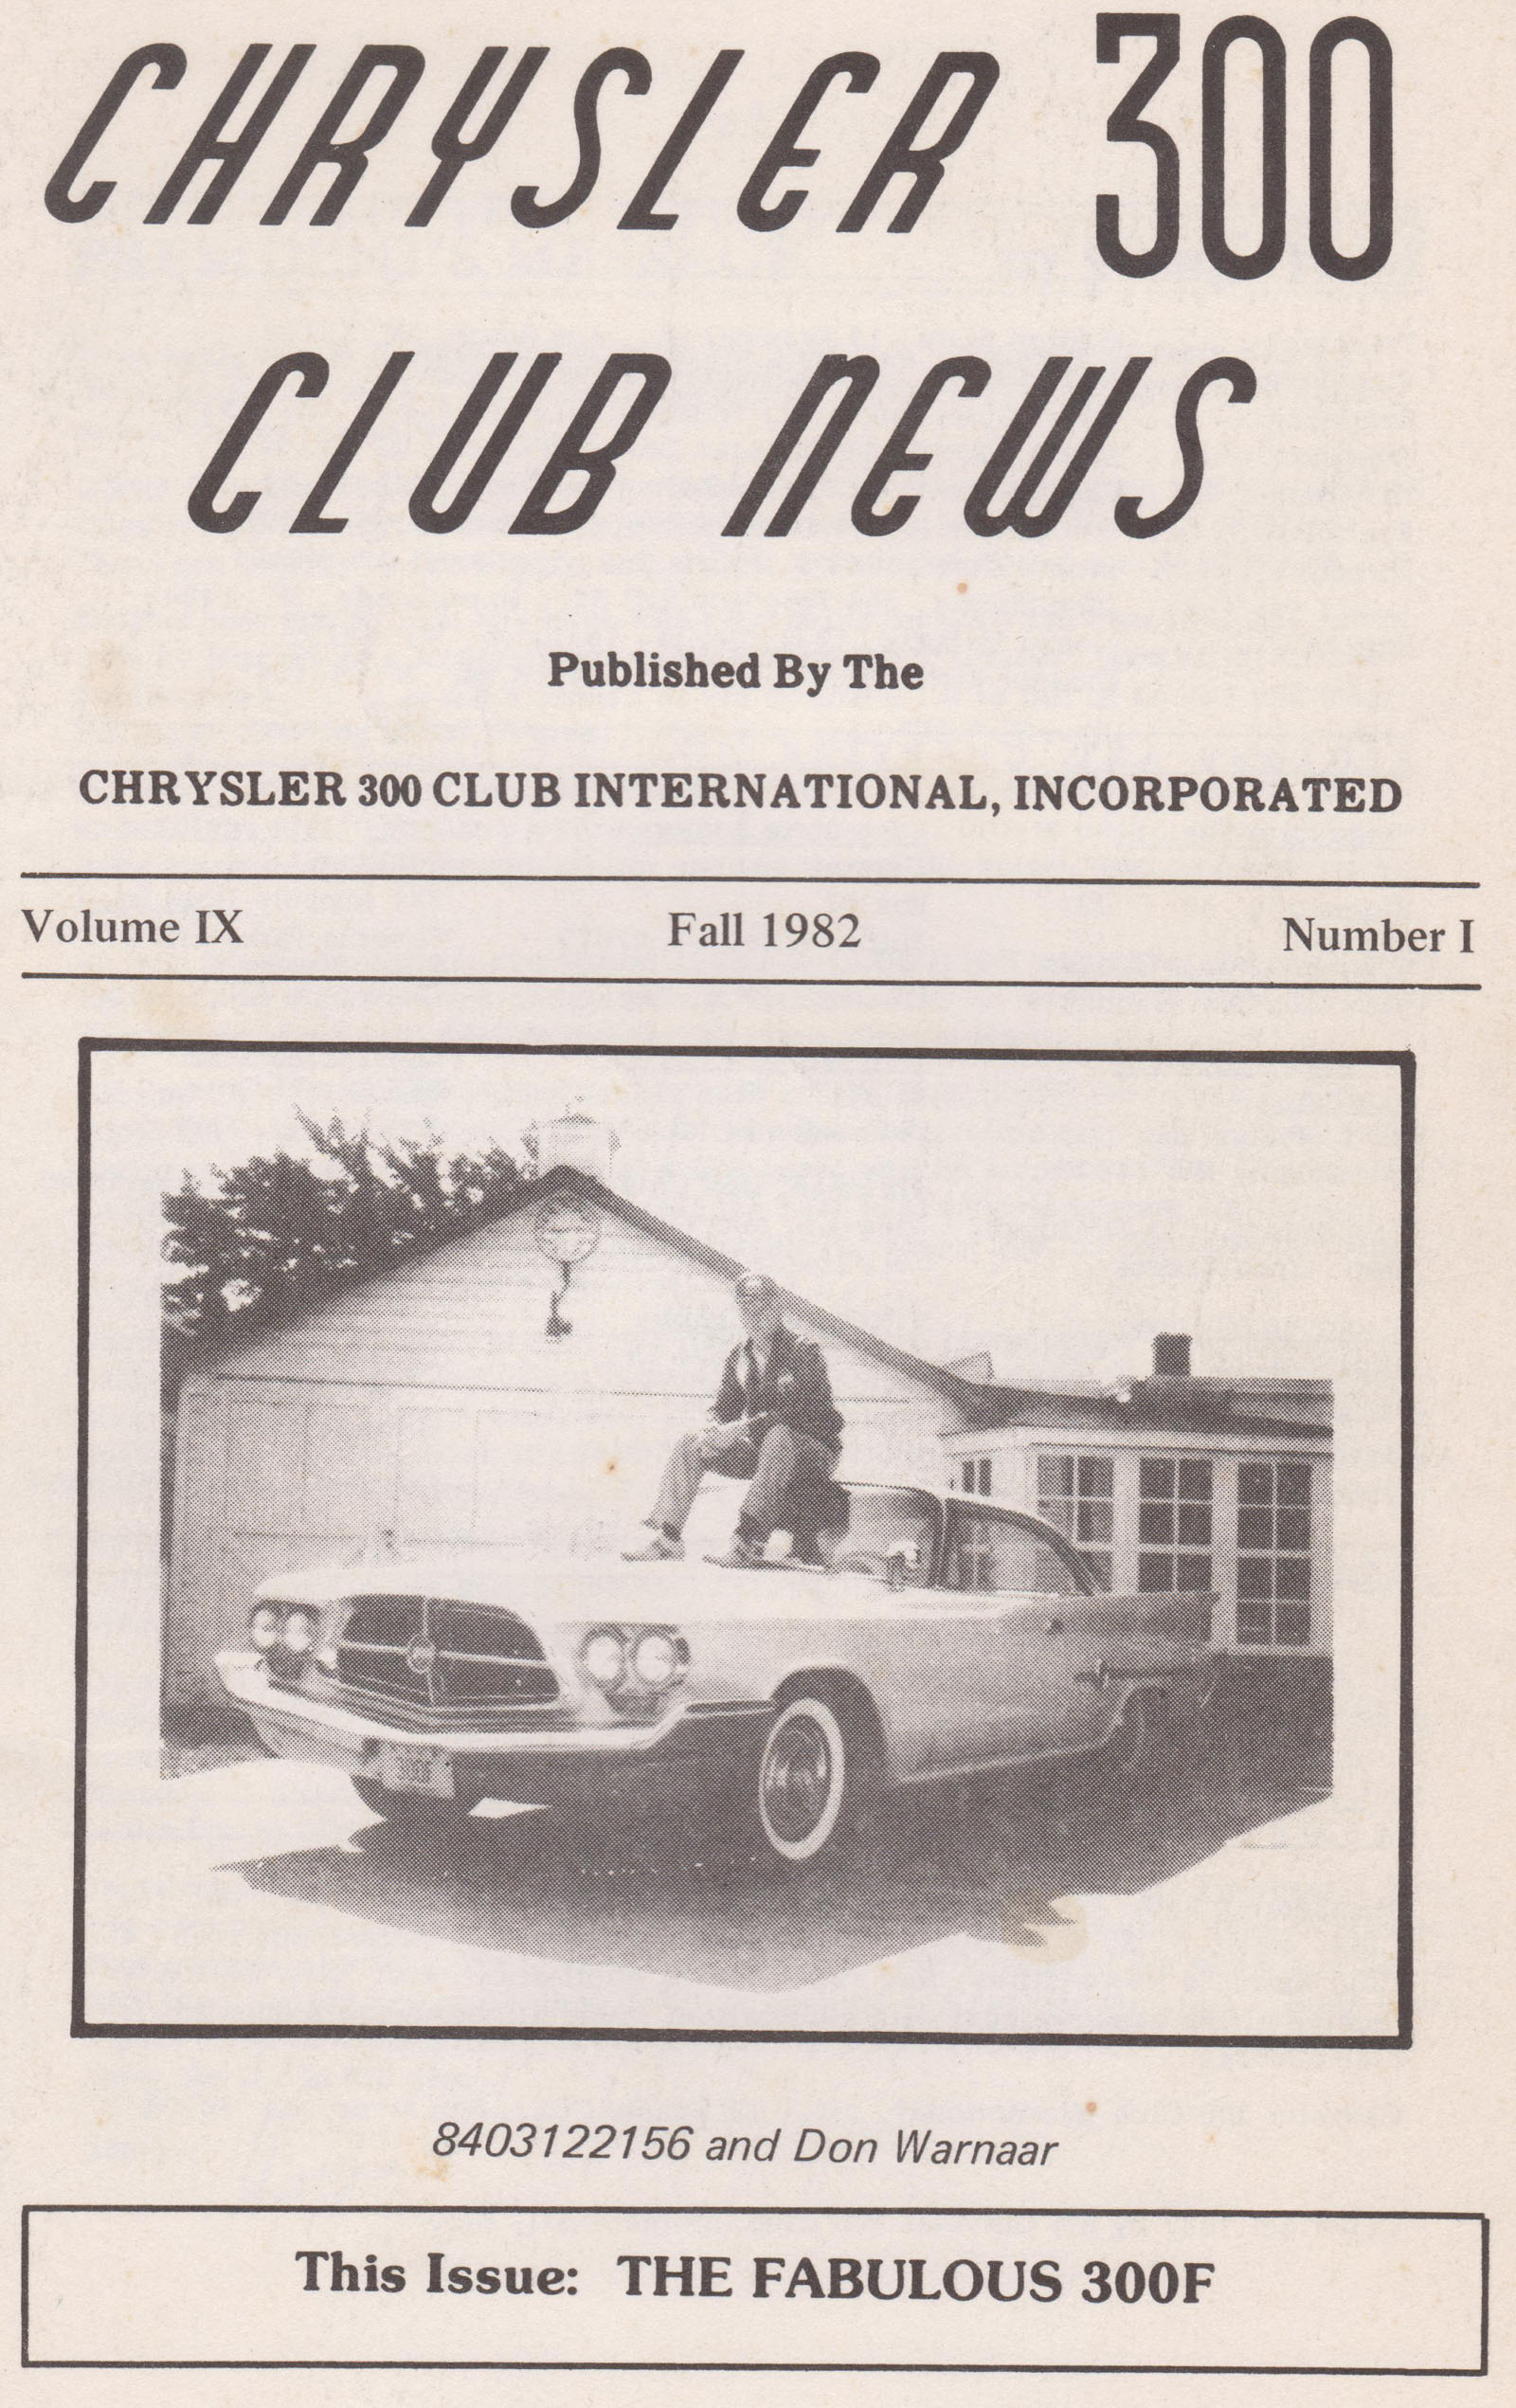 CHRYSLER 300
CLUB NEWS
Published By The
CHRYSLER 300 CLUB INTERNATIONAL, INCORPORATED
Volume IX Fall 1982 Number I
8403122156 and Don Warnaar
This Issue: THE FABULOUS 300F